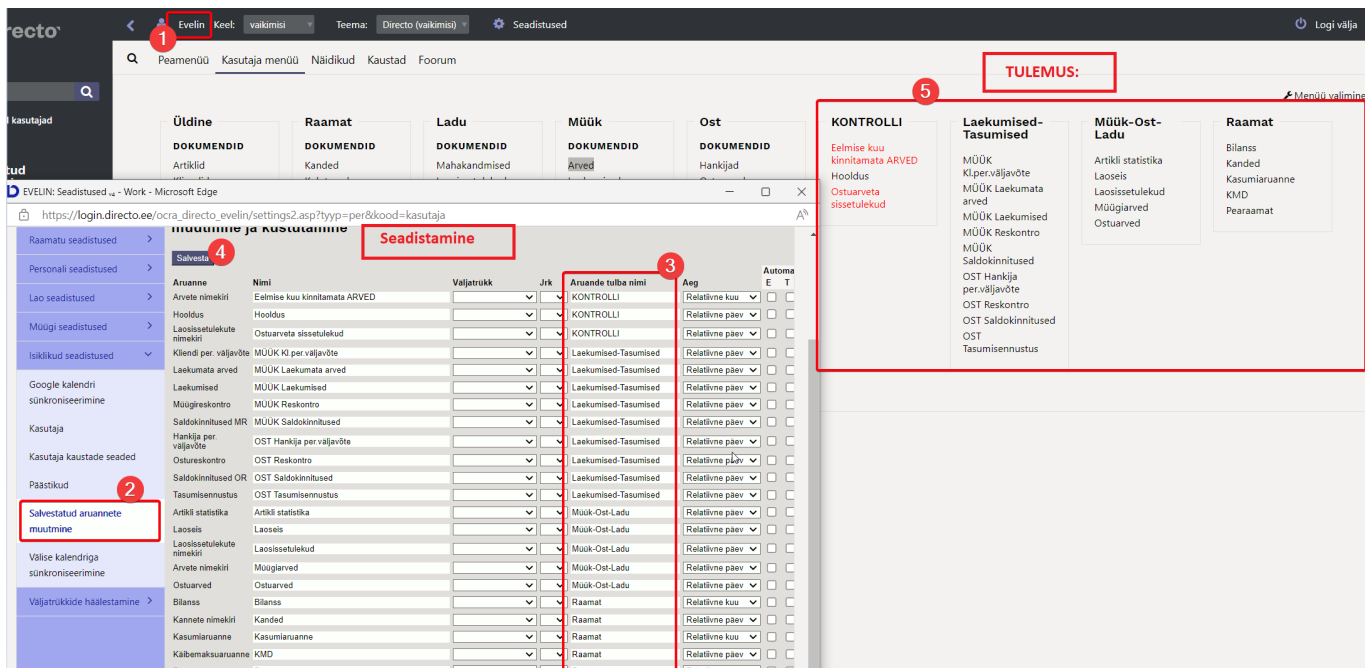 recto
Evelin Keel: vaikimisi Teema: Directo (vaikimisi) Seadistused Logi välja
1
Peamenüü Kasutaja menüü Näidikud Kaustad Foorum
TULEMUS:
5
Menüü valimine
kasutajad
tud
Üldine Raamat Ladu Müük Ost
DOKUMENDID DOKUMENDID DOKUMENDID DOKUMENDID DOKUMENDID
Artiklid Kanded Mahakandmised Arved Hankijad
KONTROLLI
Eelmise kuu
kinnitamata ARVED
Hooldus
Ostuarveta
sissetulekud
Laekumised-
Tasumised
MÜÜK
Kl.per.väljavõte
MÜÜK Laekumata
arved
MÜÜK Laekumised
MÜÜK Reskontro
MÜÜK
Saldokinnitused
OST Hankija
per.väljavõte
OST Reskontro
OST Saldokinnitused
OST
Tasumisennustus
Müük-Ost-
Ladu
Artikli statistika
Laoseis
Laosissetulekud
Müügiarved
Ostuarved
Raamat
Bilanss
Kanded
Kasumiaruanne
KMD
Pearaamat
EVELIN: Seadistused - Work - Microsoft Edge
https://login.directo.ee/ocra_directo_evelin/settings2.asp?tyyp=per&kood=kasutaja
muutmine ja kustutamine
Seadistamine
Salvesta
4
3
Raamatu seadistused
Personali seadistused
Lao seadistused
Müügi seadistused
Isiklikud seadistused
Google kalendri
sünkroniseerimine
Kasutaja
Kasutaja kaustade seaded
Päästikud
2
Salvestatud aruannete
muutmine
Välise kalendriga
sünkroniseerimine
Väljatrükkide häälestamine
Automa
Aruanne Nimi Väljatrükk Jrk Aruande tulba nimi Aeg E T
Arvete nimekiri Eelmise kuu kinnitamata ARVED KONTROLLI Relatiivne kuu
Hooldus Hooldus KONTROLLI Relatiivne päev
Laosissetulekute
nimekiri Ostuarveta sissetulekud KONTROLLI Relatiivne päev
Kliendi per. väljavõte MÜÜK Kl.per.väljavõte Laekumised-Tasumised Relatiivne päev
Laekumata arved MÜÜK Laekumata arved Laekumised-Tasumised Relatiivne päev
Laekumised MÜÜK Laekumised Laekumised-Tasumised Relatiivne päev
Müügireskontro MÜÜK Reskontro Laekumised-Tasumised Relatiivne päev
Saldokinnitused MR MÜÜK Saldokinnitused Laekumised-Tasumised Relatiivne päev
Hankija per.
väljavõte OST Hankija per.väljavõte Laekumised-Tasumised Relatiivne päev
Ostureskontro OST Reskontro Laekumised-Tasumised Relatiivne päev
Saldokinnitused OR OST Saldokinnitused Laekumised-Tasumised Relatiivne päev
Tasumisennustus OST Tasumisennustus Laekumised-Tasumised Relatiivne päev
Artikli statistika Artikli statistika Müük-Ost-Ladu Relatiivne päev
Laoseis Laoseis Müük-Ost-Ladu Relatiivne päev
Laosissetulekute
nimekiri Laosissetulekud Müük-Ost-Ladu Relatiivne päev
Arvete nimekiri Müügiarved Müük-Ost-Ladu Relatiivne päev
Ostuarved Ostuarved Müük-Ost-Ladu Relatiivne päev
Bilanss Bilanss Raamat Relatiivne kuu
Kannete nimekiri Kanded Raamat Relatiivne päev
Kasumiaruanne Kasumiaruanne Raamat Relatiivne kuu
Käibemaksuaruanne KMD Raamat Relatiivne päev